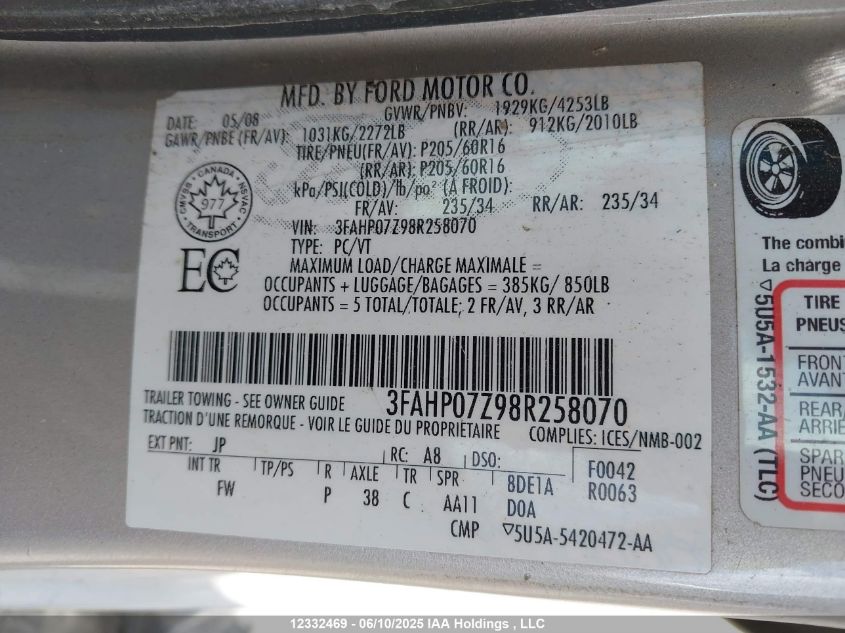 MFD. BY FORD MOTOR CO.
DATE: 05/08 GVWR/PNBV: 1929KG/4253LB
GAWR/PNBE (FR/AV): 1031KG/2272LB (RR/AR): 912KG/2010LB
TIRE/PNEU(FR/AV): P205/60R16
(RR/AR): P205/60R16
kPa/PSI(COLD)/lb/po² (À FROID):
FR/AV: 235/34 RR/AR: 235/34
CANADA
CMVSS NSVAC
977
TRANSPORT
VIN: 3FAHP07Z98R258070
TYPE: PC/VT
EC
MAXIMUM LOAD/CHARGE MAXIMALE =
OCCUPANTS + LUGGAGE/BAGAGES = 385KG/ 850LB
OCCUPANTS = 5 TOTAL/TOTALE; 2 FR/AV, 3 RR/AR
TRAILER TOWING - SEE OWNER GUIDE 3FAHP07Z98R258070
TRACTION D'UNE REMORQUE - VOIR LE GUIDE DU PROPRIÉTAIRE COMPLIES: ICES/NMB-002
EXT PNT: JP RC: A8 DSO: F0042
INT TR TP/PS R AXLE TR SPR 8DE1A R0063
FW P 38 C AA11 D0A
CMP ▽5U5A-5420472-AA
The combi
La charge
▽5U5A-1532-AA (TLC)
TIRE
PNEUS
FRONT
AVANT
REAR/
ARRIÈ
SPAR
PNEU
SECO
12332469 - 06/10/2025 IAA Holdings , LLC